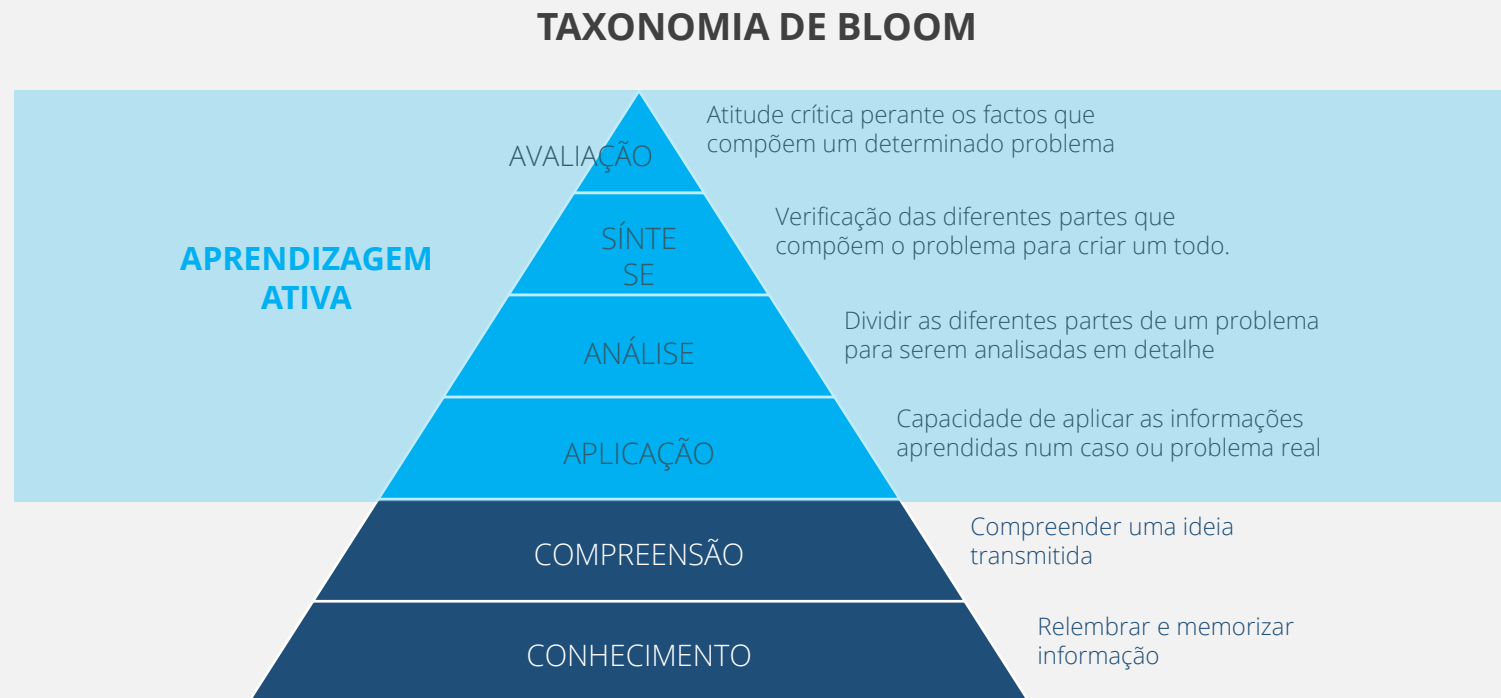 TAXONOMIA DE BLOOM
AVALIAÇÃO
Atitude crítica perante os factos que
compõem um determinado problema
SÍNTE
SE
Verificação das diferentes partes que
compõem o problema para criar um todo.
APRENDIZAGEM
ATIVA
ANÁLISE
Dividir as diferentes partes de um problema
para serem analisadas em detalhe
APLICAÇÃO
Capacidade de aplicar as informações
aprendidas num caso ou problema real
COMPREENSÃO
Compreender uma ideia
transmitida
CONHECIMENTO
Relembrar e memorizar
informação